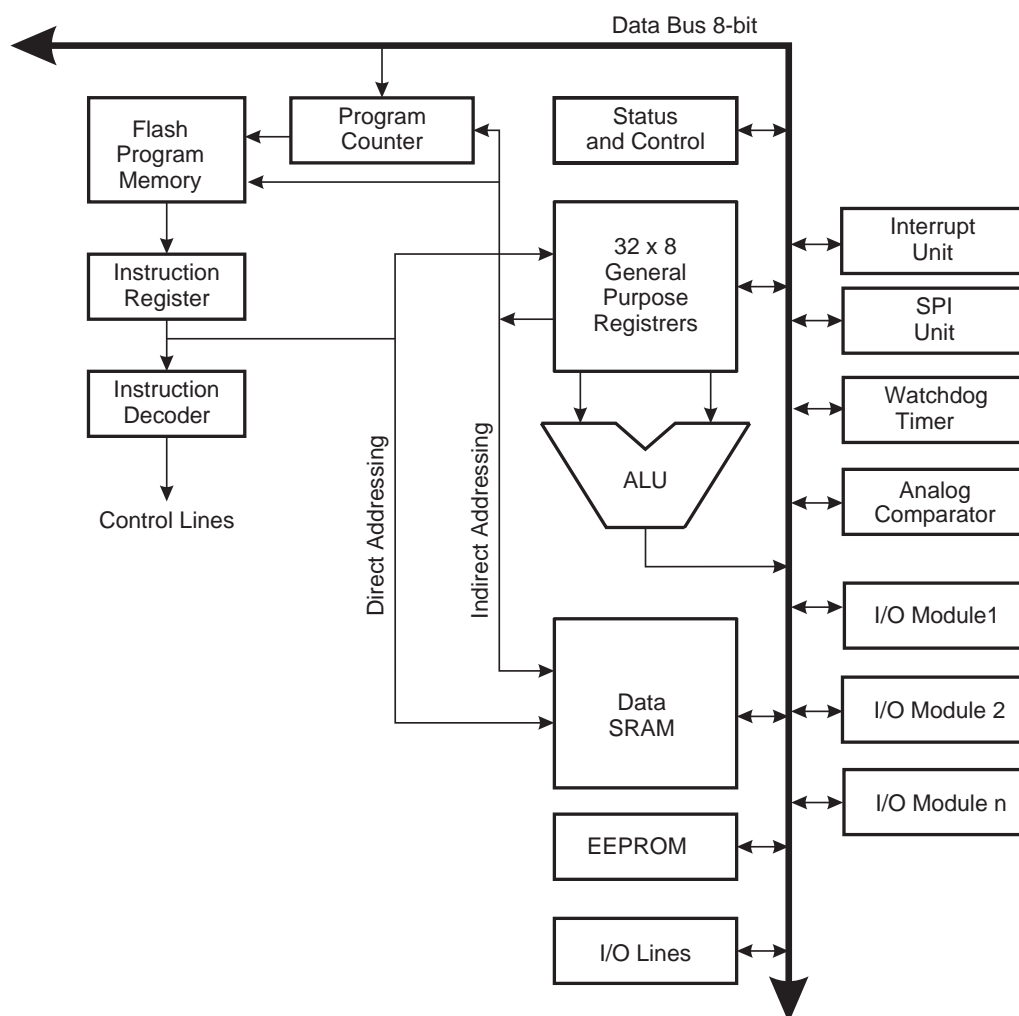 Data Bus 8-bit
Flash
Program
Memory
Program
Counter
Status
and Control
Instruction
Register
32 x 8
General
Purpose
Registrers
Interrupt
Unit
SPI
Unit
Instruction
Decoder
Watchdog
Timer
Control Lines
Direct Addressing
Indirect Addressing
ALU
Analog
Comparator
I/O Module1
Data
SRAM
I/O Module 2
I/O Module n
EEPROM
I/O Lines